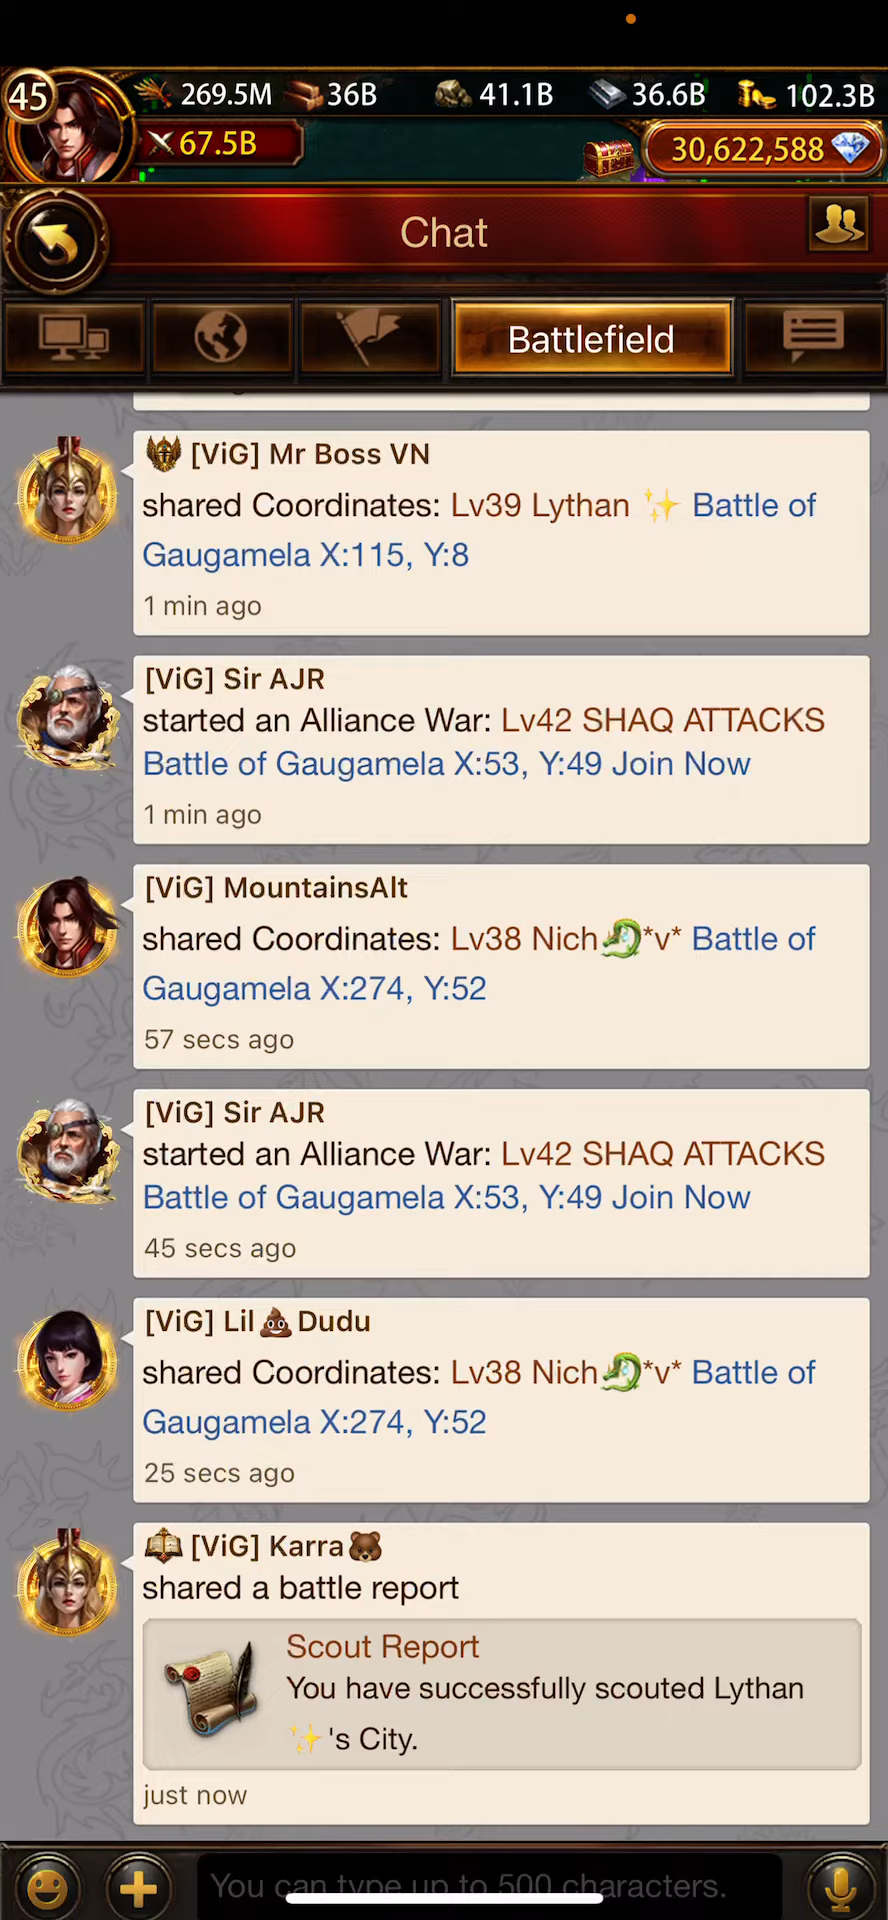 45
269.5M
36B
41.1B
36.6B
102.3B
67.5B
30,622,588
Chat
Battlefield
[ViG] Mr Boss VN
shared Coordinates: Lv39 Lythan ✨ Battle of
Gaugamela X:115, Y:8
1 min ago
[ViG] Sir AJR
started an Alliance War: Lv42 SHAQ ATTACKS
Battle of Gaugamela X:53, Y:49 Join Now
1 min ago
[ViG] MountainsAlt
shared Coordinates: Lv38 Nich🐉*v* Battle of
Gaugamela X:274, Y:52
57 secs ago
[ViG] Sir AJR
started an Alliance War: Lv42 SHAQ ATTACKS
Battle of Gaugamela X:53, Y:49 Join Now
45 secs ago
[ViG] Lil💩Dudu
shared Coordinates: Lv38 Nich🐉*v* Battle of
Gaugamela X:274, Y:52
25 secs ago
[ViG] Karra🐻
shared a battle report
Scout Report
You have successfully scouted Lythan
✨'s City.
just now
You can type up to 500 characters.